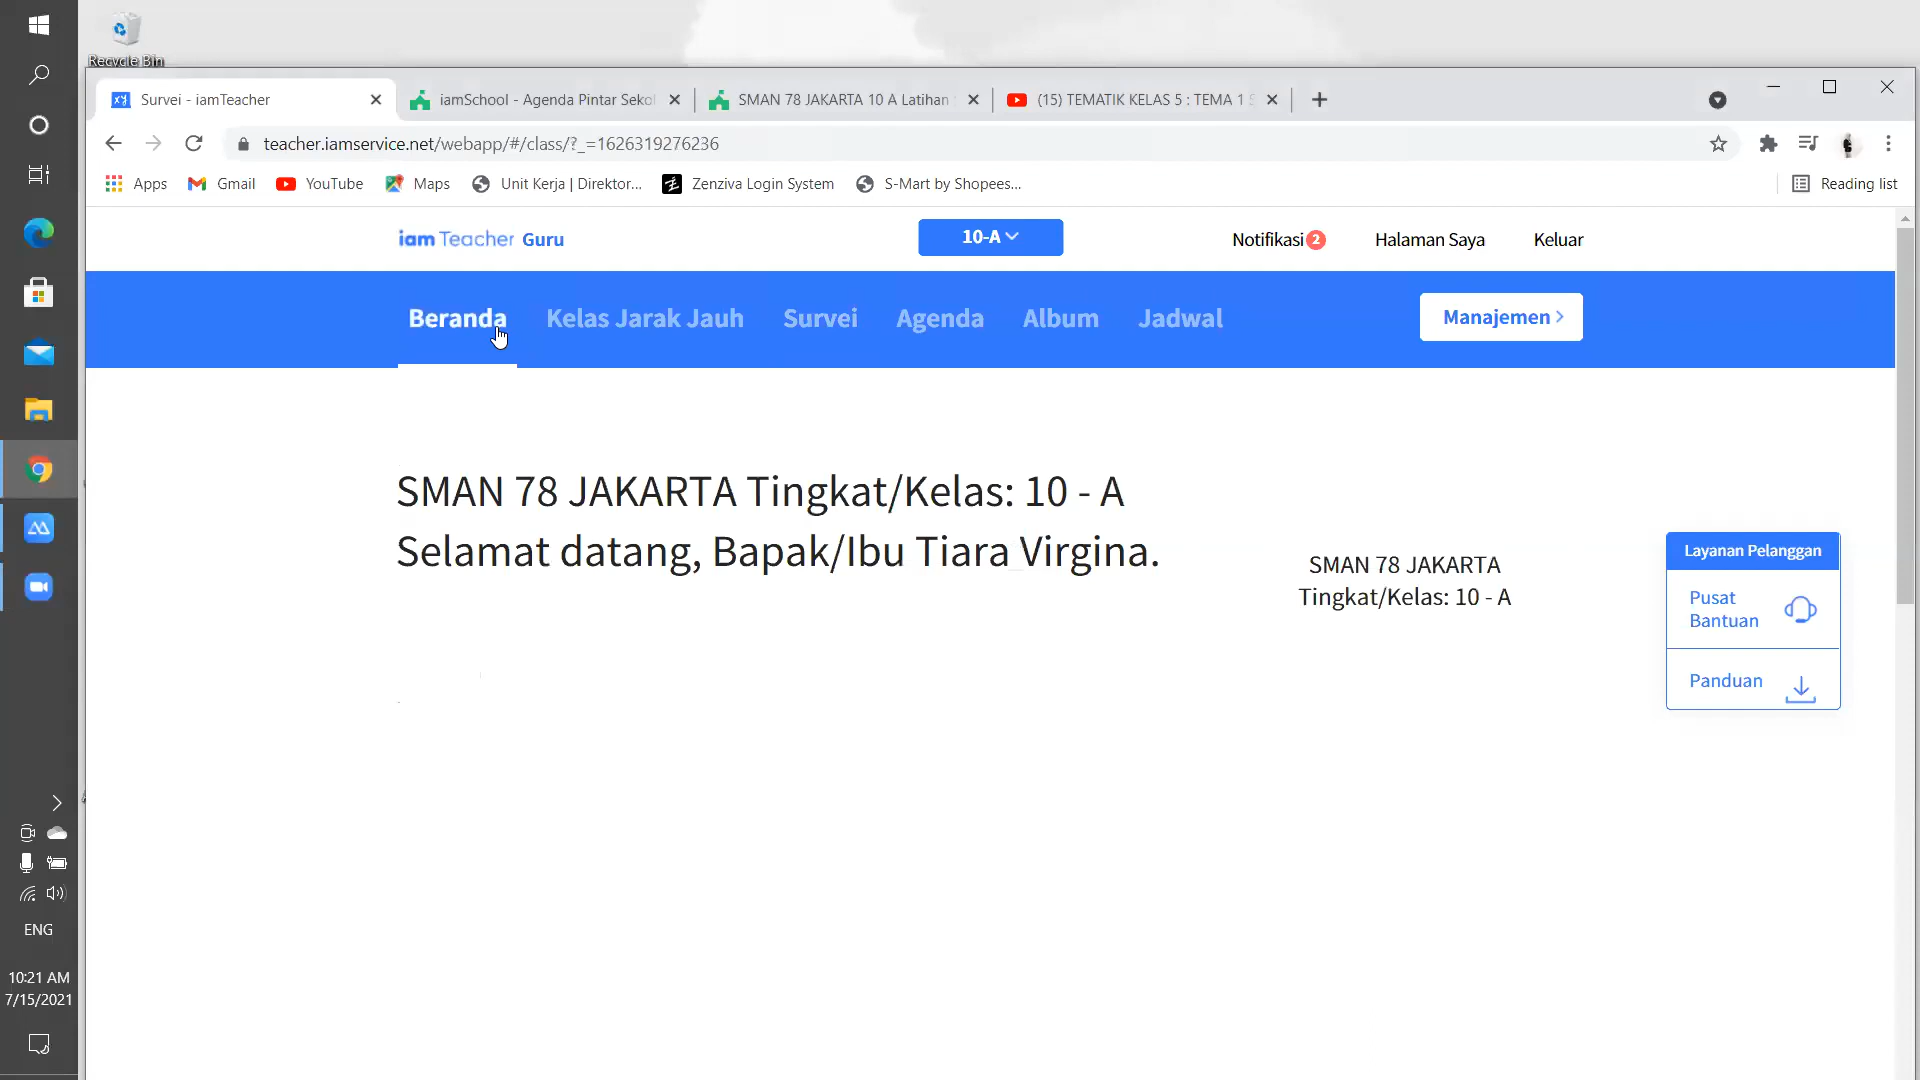 Recycle Bin
Survei - iamTeacher
iamSchool - Agenda Pintar Seko
SMAN 78 JAKARTA 10 A Latihan
(15) TEMATIK KELAS 5 : TEMA 1 S
teacher.iamservice.net/webapp/#/class/?_=1626319276236
Apps
Gmail
YouTube
Maps
Unit Kerja | Direktor...
Zenziva Login System
S-Mart by Shopees...
Reading list
iam Teacher Guru
10-A
Notifikasi 2
Halaman Saya
Keluar
Beranda
Kelas Jarak Jauh
Survei
Agenda
Album
Jadwal
Manajemen >
SMAN 78 JAKARTA Tingkat/Kelas: 10 - A
Selamat datang, Bapak/Ibu Tiara Virgina.
SMAN 78 JAKARTA
Tingkat/Kelas: 10 - A
Layanan Pelanggan
Pusat
Bantuan
Panduan
ENG
10:21 AM
7/15/2021